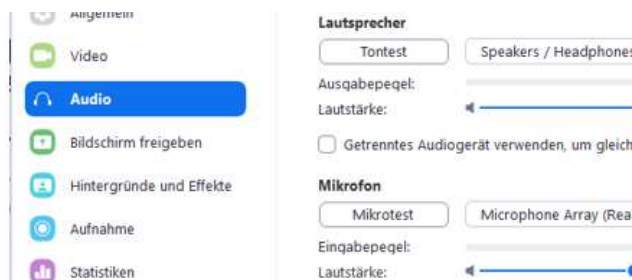 Allgemein
Video
Audio
Bildschirm freigeben
Hintergründe und Effekte
Aufnahme
Statistiken
Lautsprecher
Tontest
Speakers / Headphones
Ausgabepegel:
Lautstärke:
Getrenntes Audiogerät verwenden, um gleich
Mikrofon
Mikrotest
Microphone Array (Rea
Eingabepegel:
Lautstärke: